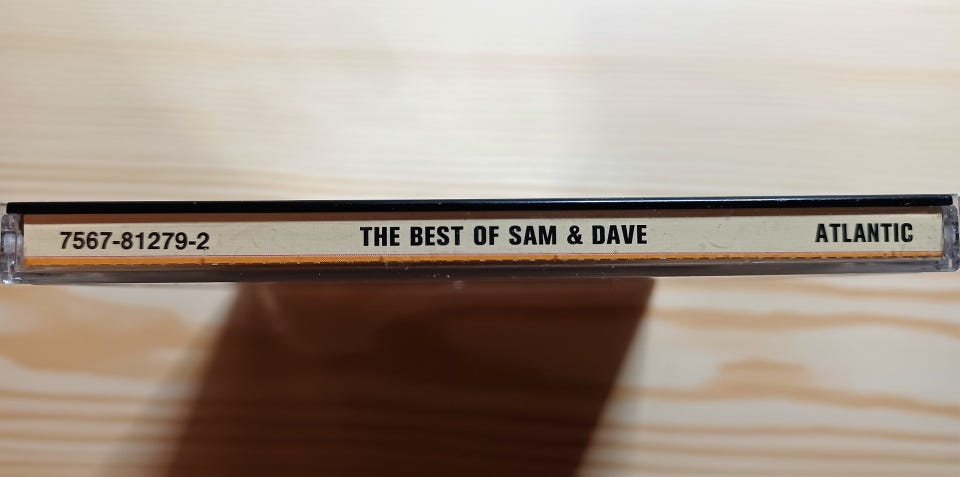 7567-81279-2 THE BEST OF SAM & DAVE ATLANTIC